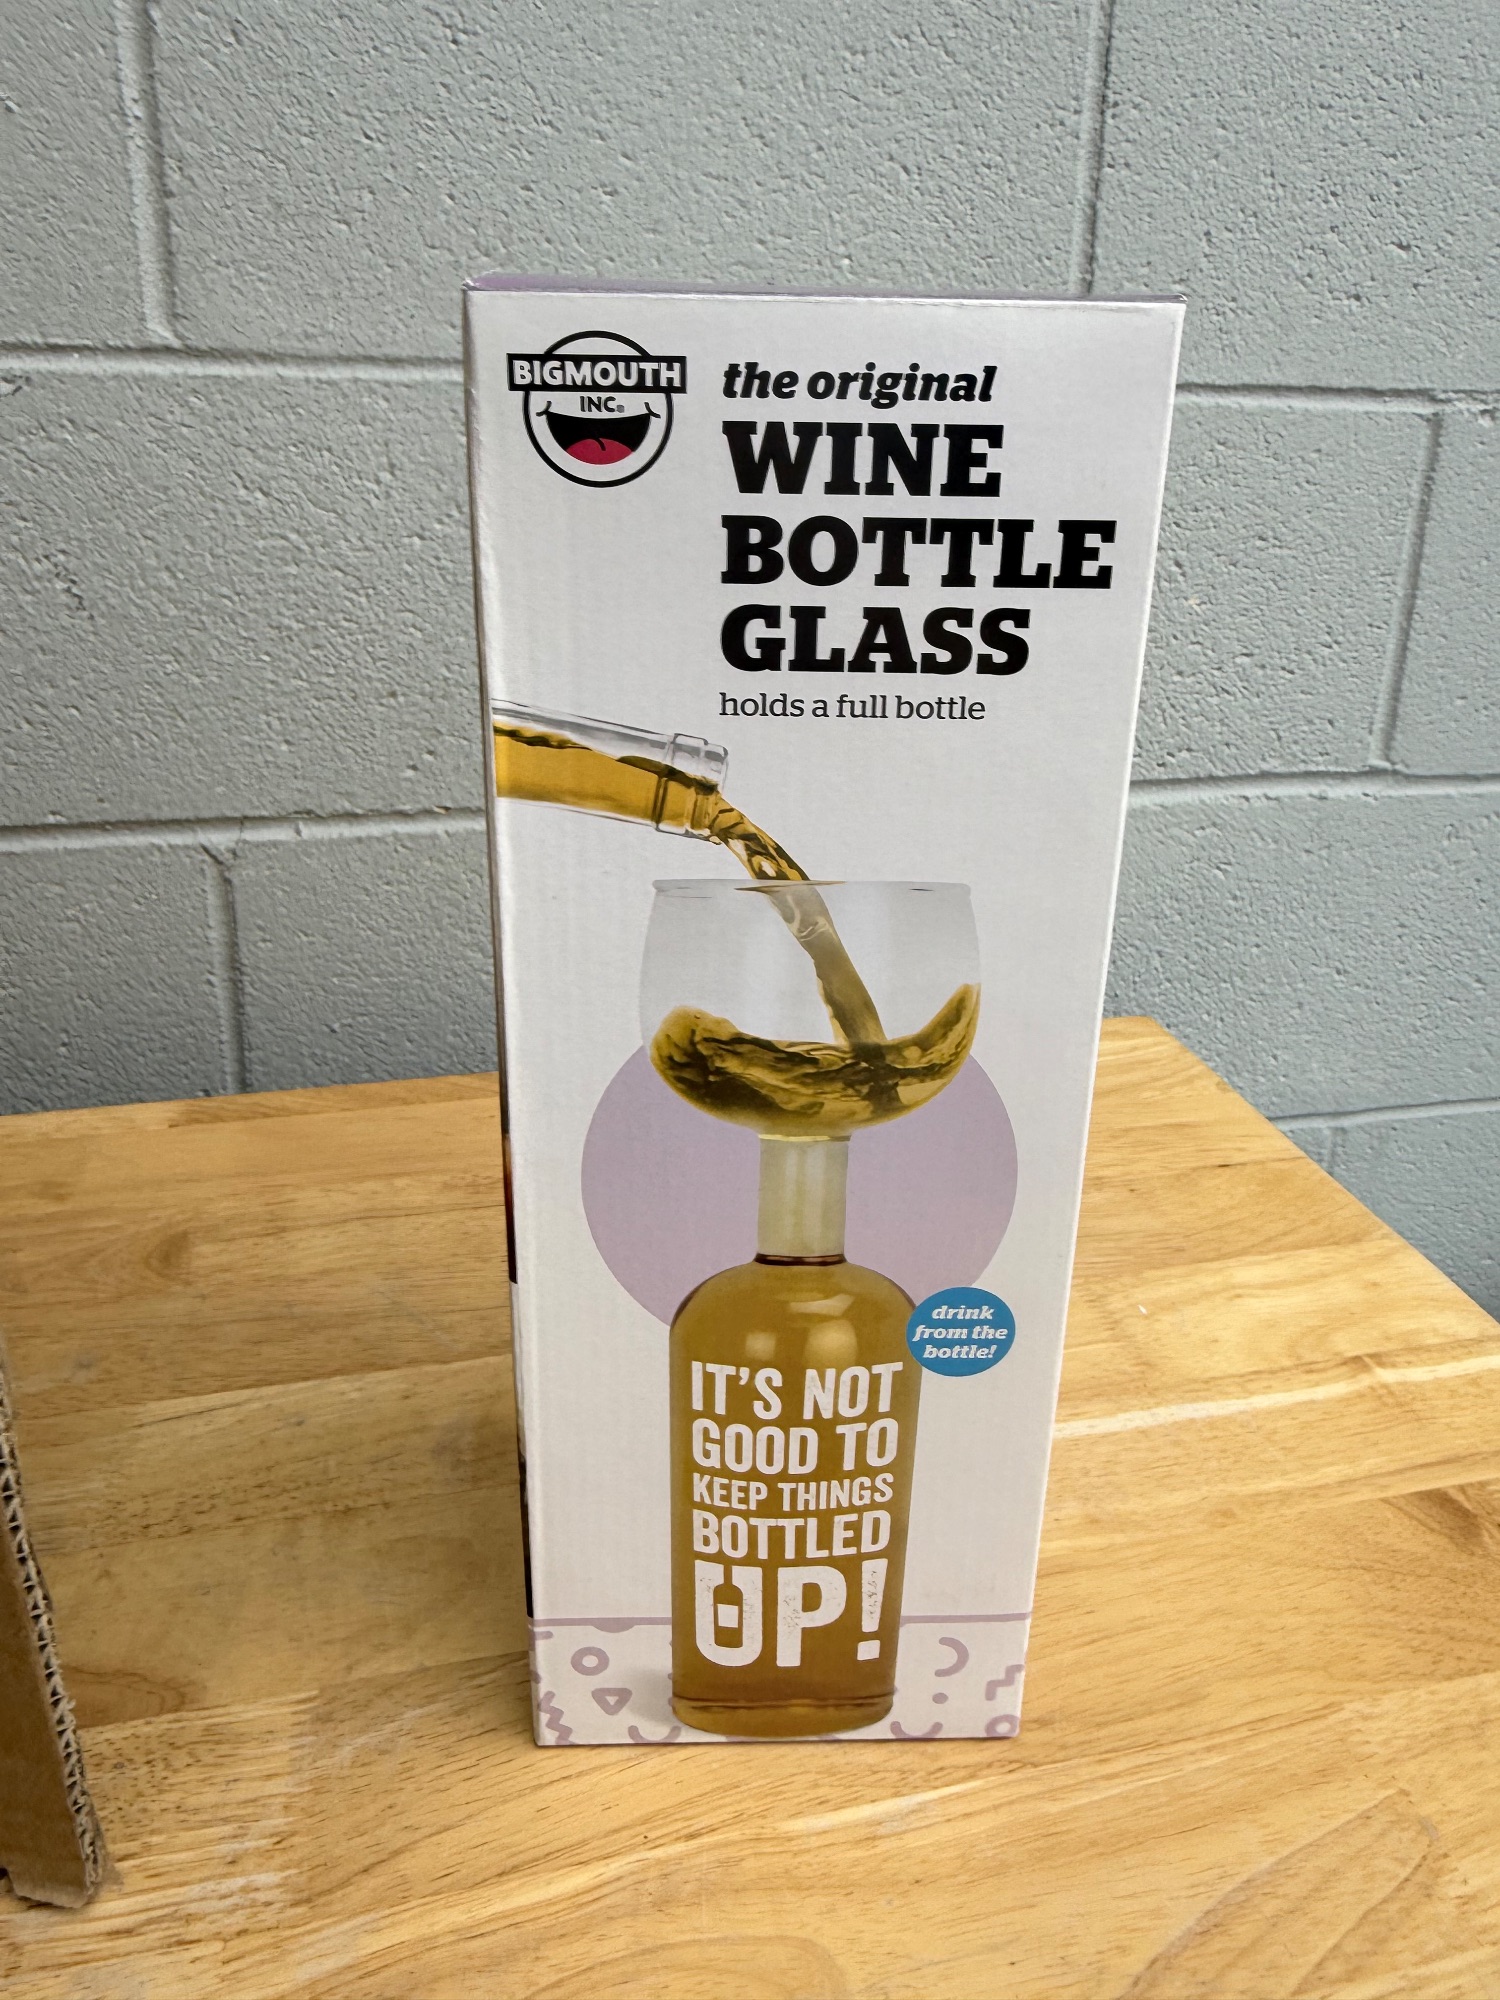 BIGMOUTH
INC.®
the original
WINE
BOTTLE
GLASS
holds a full bottle
drink
from the
bottle!
IT'S NOT
GOOD TO
KEEP THINGS
BOTTLED
UP!